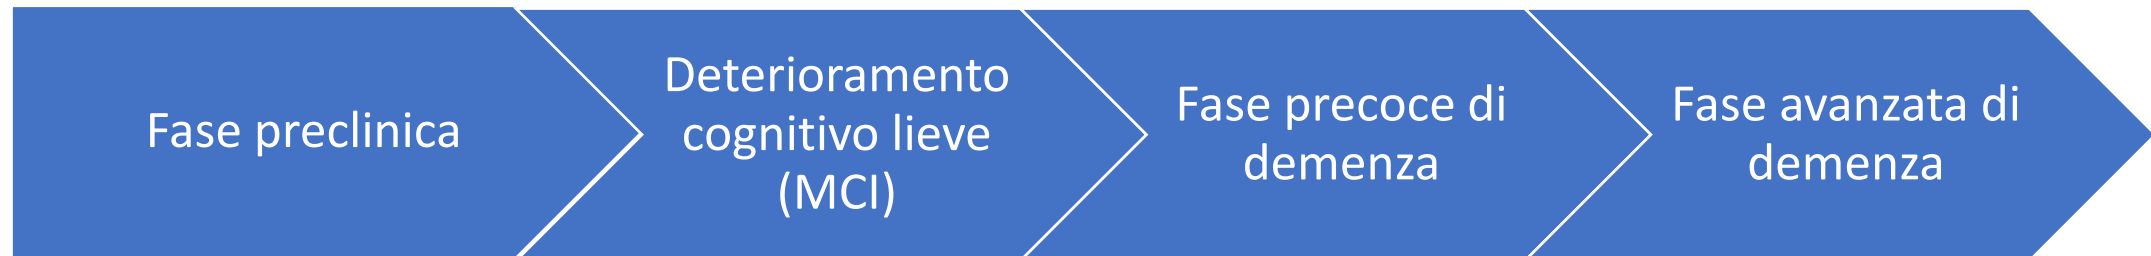 Fase preclinica
Deterioramento
cognitivo lieve
(MCI)
Fase precoce di
demenza
Fase avanzata di
demenza